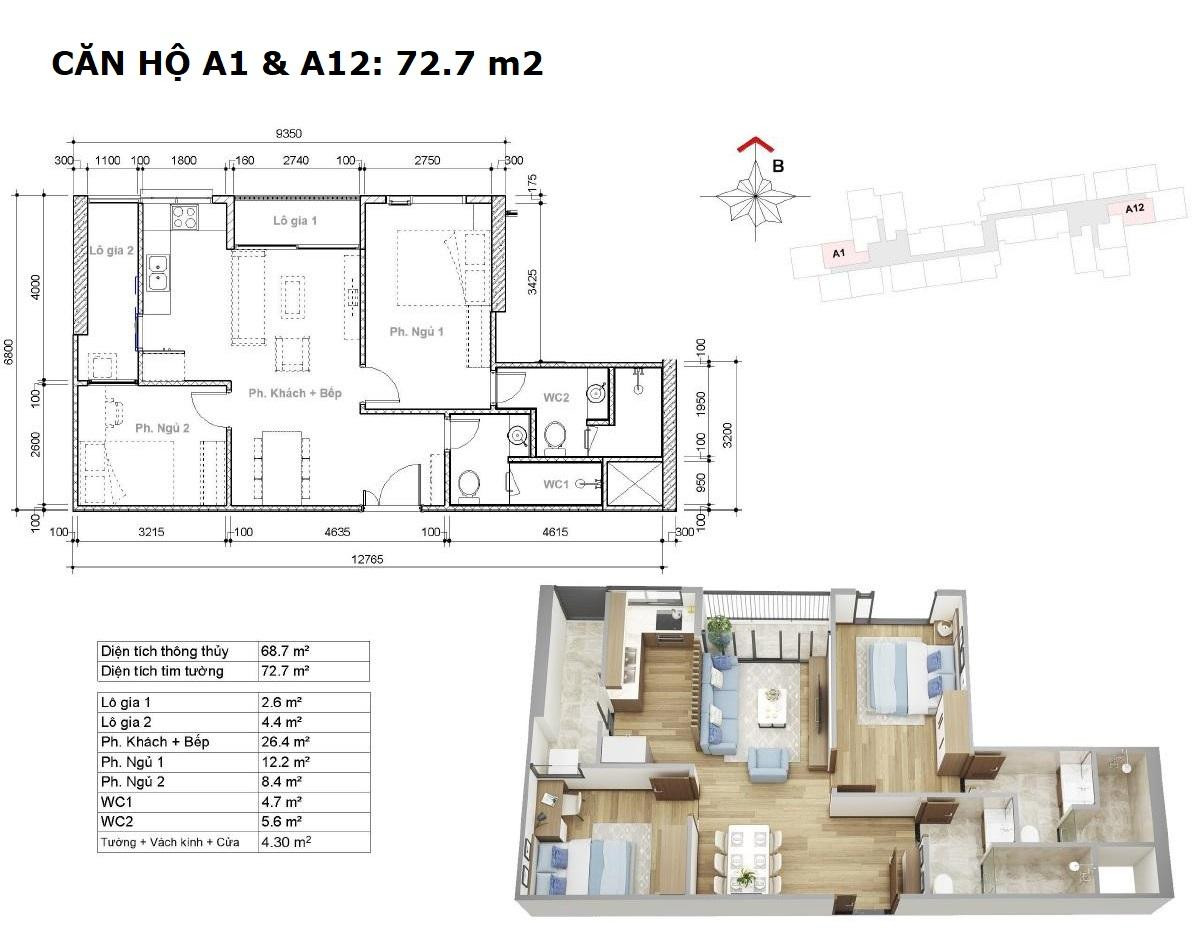 CĂN HỘ A1 & A12: 72.7 m2
9350
300 1100 100 1800 160 2740 100 2750 300
B
A1
A12
175
3425
4000
6800
100
2600
100
Lô gia 2
Lô gia 1
Ph. Ngủ 1
Ph. Khách + Bếp
Ph. Ngủ 2
WC2
WC1
100
1950
100
950
100
3200
100 3215 100 4635 100 4615 300
12765
Diện tích thông thủy 68.7 m²
Diện tích tim tường 72.7 m²
Lô gia 1 2.6 m²
Lô gia 2 4.4 m²
Ph. Khách + Bếp 26.4 m²
Ph. Ngủ 1 12.2 m²
Ph. Ngủ 2 8.4 m²
WC1 4.7 m²
WC2 5.6 m²
Tường + Vách kính + Cửa 4.30 m²